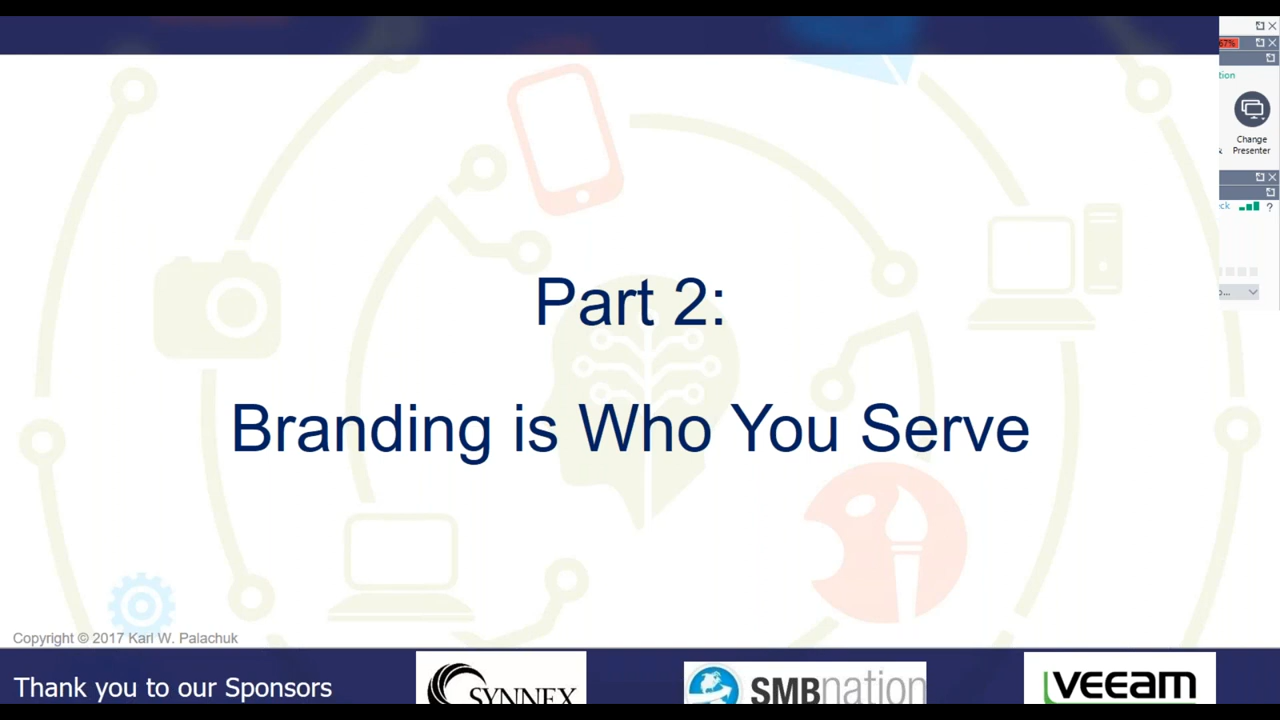 67%
Change
Presenter
?
Part 2:
Branding is Who You Serve
Copyright © 2017 Karl W. Palachuk
Thank you to our Sponsors
SYNNEX
SMBnation
veeam